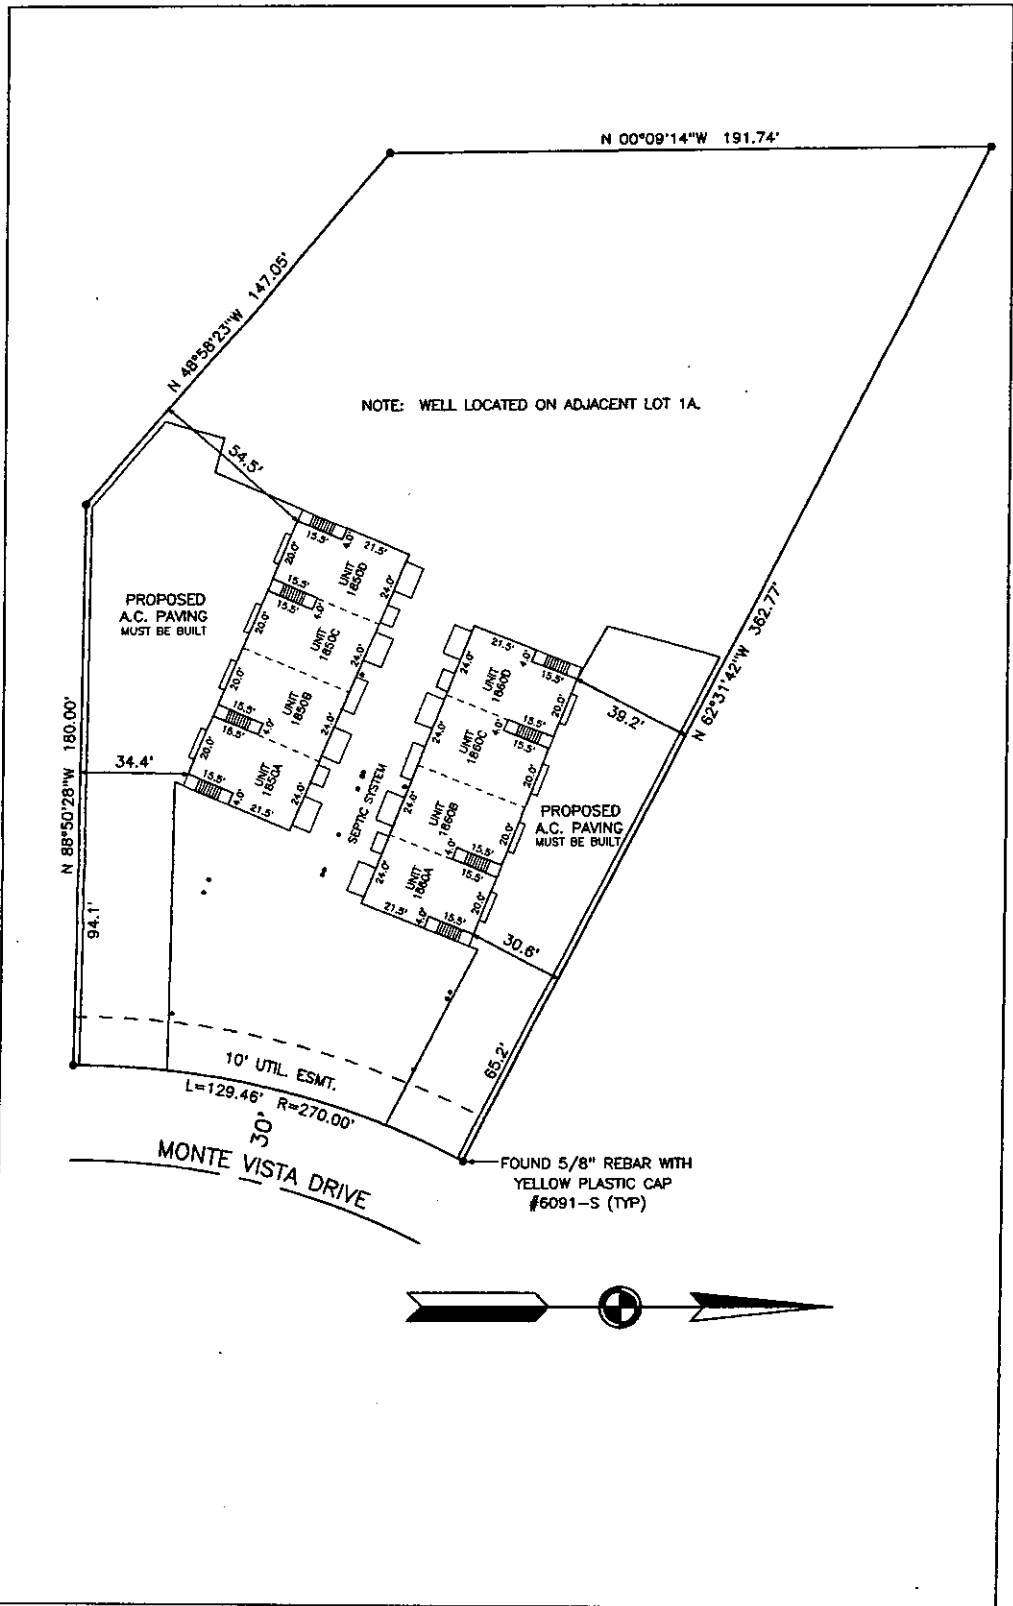 N 00°09'14"W 191.74'
N 48°58'23"W 147.05'
NOTE: WELL LOCATED ON ADJACENT LOT 1A.
54.5'
15.5'
4.0'
21.5'
20.0'
UNIT
1850D
24.0'
15.5'
15.5'
4.0'
PROPOSED
A.C. PAVING
MUST BE BUILT
20.0'
UNIT
1850C
24.0'
20.0'
UNIT
1850B
24.0'
15.5'
15.5'
4.0'
20.0'
UNIT
1850A
24.0'
15.5'
4.0'
21.5'
34.4'
N 88°50'28"W 180.00'
94.1'
SEPTIC SYSTEM
21.5'
4.0'
15.5'
24.0'
UNIT
1860D
20.0'
39.2'
N 62°31'42"W 362.77'
15.5'
15.5'
4.0'
24.0'
UNIT
1860C
20.0'
24.0'
UNIT
1860B
20.0'
PROPOSED
A.C. PAVING
MUST BE BUILT
15.5'
15.5'
4.0'
24.0'
UNIT
1860A
20.0'
21.5'
4.0'
15.5'
30.6'
65.2'
10' UTIL. ESMT.
L=129.46' R=270.00'
30'
MONTE VISTA DRIVE
FOUND 5/8" REBAR WITH
YELLOW PLASTIC CAP
#6091-S (TYP)